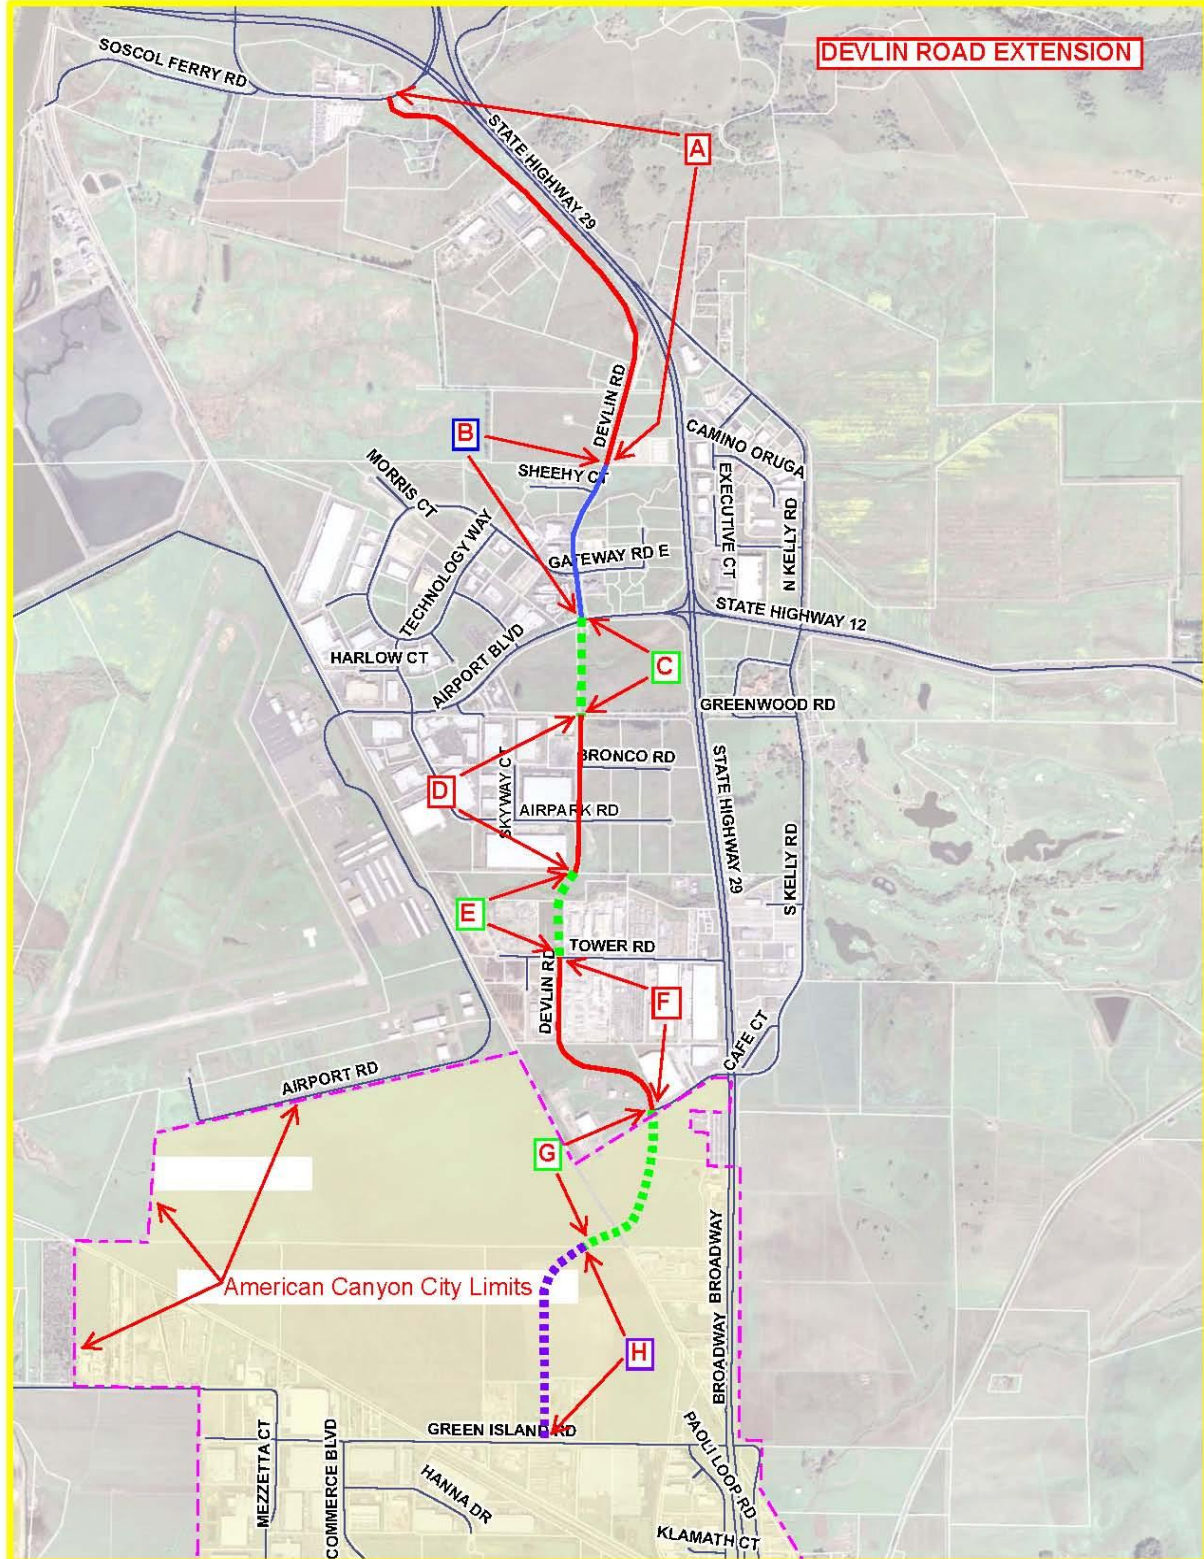 DEVLIN ROAD EXTENSION
SOSCOL FERRY RD
STATE HIGHWAY 29
A
DEVLIN RD
B
CAMINO ORUGA
SHEEHY CT
MORRIS CT
EXECUTIVE CT
N KELLY RD
TECHNOLOGY WAY
GATEWAY RD E
STATE HIGHWAY 12
HARLOW CT
AIRPORT BLVD
C
GREENWOOD RD
BRONCO RD
SKYWAY CT
D
STATE HIGHWAY 29
AIRPARK RD
S KELLY RD
E
TOWER RD
DEVLIN RD
F
CAFE CT
AIRPORT RD
G
American Canyon City Limits
BROADWAY BROADWAY
H
GREEN ISLAND RD
PAOLI LOOP RD
MEZZETTA CT
COMMERCE BLVD
HANNA DR
KLAMATH CT